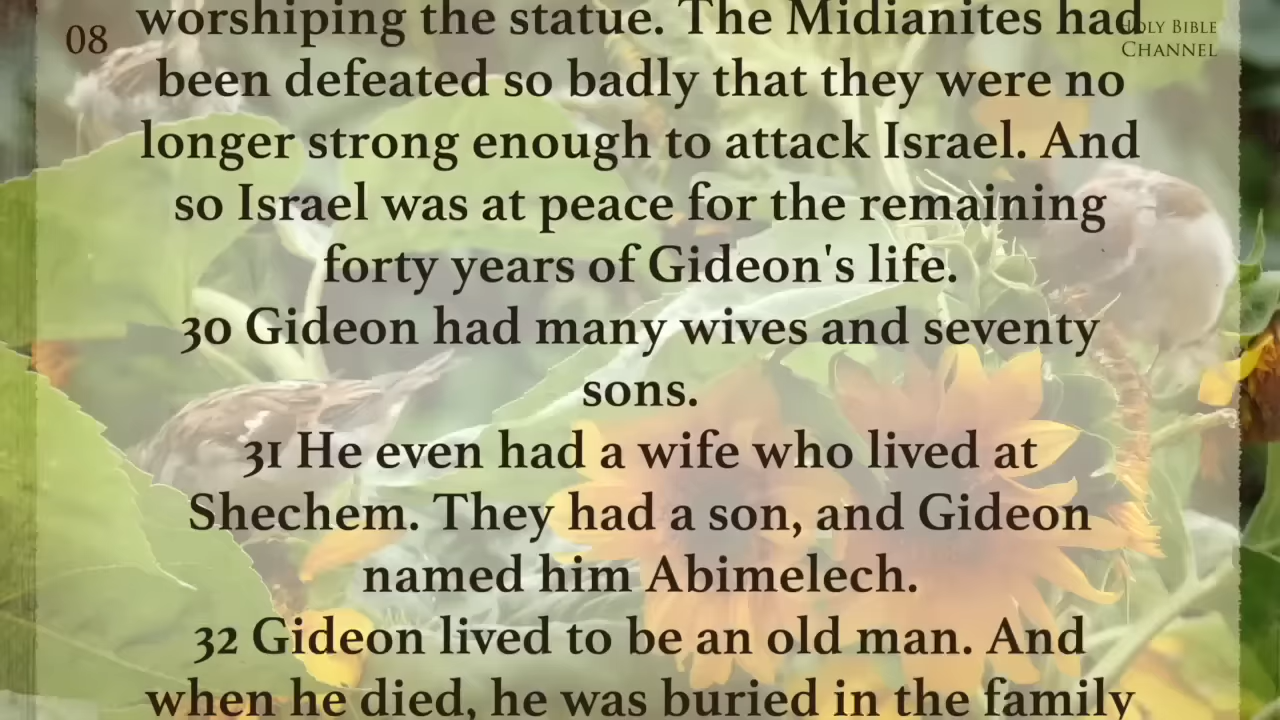 08
HOLY BIBLE
CHANNEL
worshiping the statue. The Midianites had
been defeated so badly that they were no
longer strong enough to attack Israel. And
so Israel was at peace for the remaining
forty years of Gideon's life.
30 Gideon had many wives and seventy
sons.
31 He even had a wife who lived at
Shechem. They had a son, and Gideon
named him Abimelech.
32 Gideon lived to be an old man. And
when he died, he was buried in the family